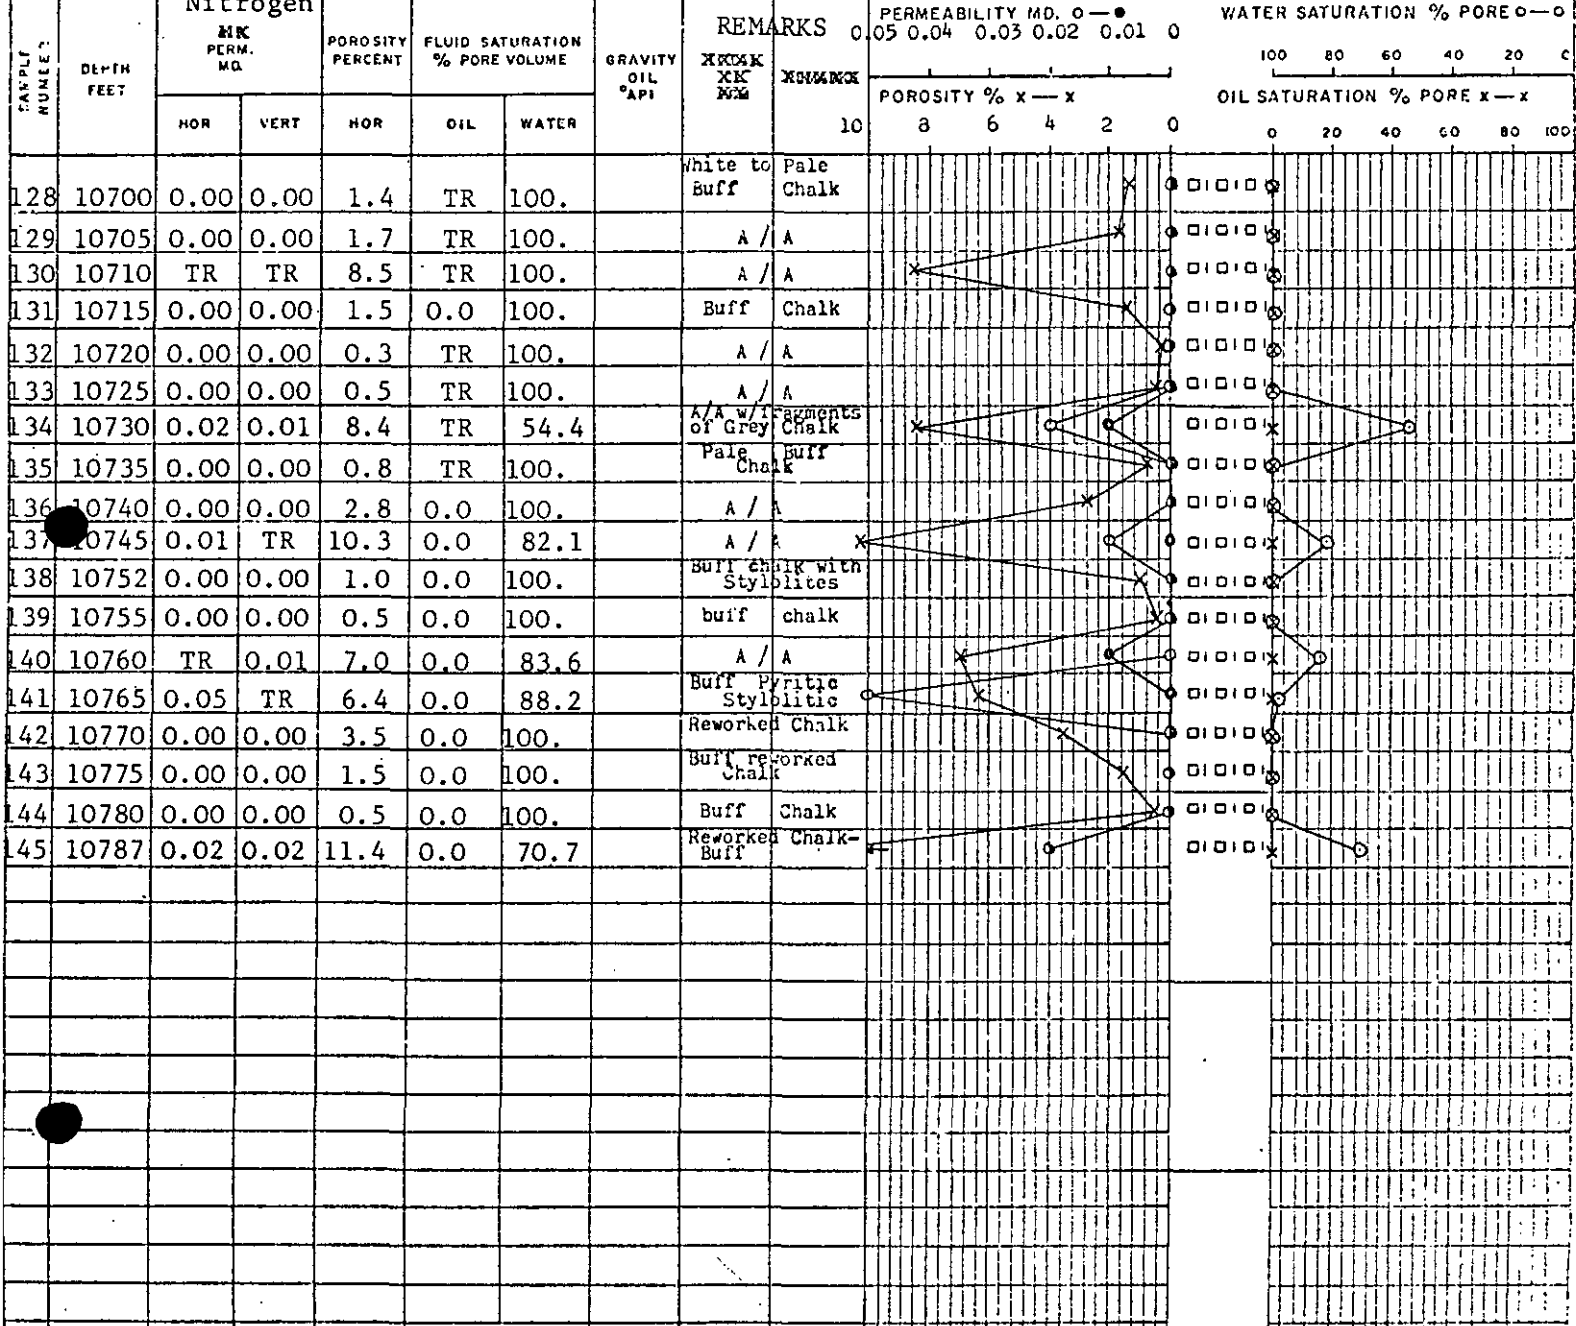 Nitrogen
PERM. MD.
SAMPLE NUMBER
DEPTH FEET
POROSITY PERCENT
FLUID SATURATION % PORE VOLUME
GRAVITY OIL °API
REMARKS
PERMEABILITY MD. O—●
0.05 0.04 0.03 0.02 0.01 0
WATER SATURATION % PORE o—o
100 80 60 40 20
POROSITY % x — x
OIL SATURATION % PORE x — x
HOR VERT HOR OIL WATER
10 8 6 4 2 0
0 20 40 60 80 100
128 10700 0.00 0.00 1.4 TR 100. White to Pale Buff Chalk
129 10705 0.00 0.00 1.7 TR 100. A / A
130 10710 TR TR 8.5 TR 100. A / A
131 10715 0.00 0.00 1.5 0.0 100. Buff Chalk
132 10720 0.00 0.00 0.3 TR 100. A / A
133 10725 0.00 0.00 0.5 TR 100. A / A
134 10730 0.02 0.01 8.4 TR 54.4 A/A w/fragments of Grey Chalk
135 10735 0.00 0.00 0.8 TR 100. Pale Buff Chalk
136 10740 0.00 0.00 2.8 0.0 100. A / A
137 10745 0.01 TR 10.3 0.0 82.1 A / A
138 10752 0.00 0.00 1.0 0.0 100. Buff chalk with Stylolites
139 10755 0.00 0.00 0.5 0.0 100. buff chalk
140 10760 TR 0.01 7.0 0.0 83.6 A / A
141 10765 0.05 TR 6.4 0.0 88.2 Buff Pyritic Stylolitic
142 10770 0.00 0.00 3.5 0.0 100. Reworked Chalk
143 10775 0.00 0.00 1.5 0.0 100. Buff reworked Chalk
144 10780 0.00 0.00 0.5 0.0 100. Buff Chalk
145 10787 0.02 0.02 11.4 0.0 70.7 Reworked Chalk- Buff